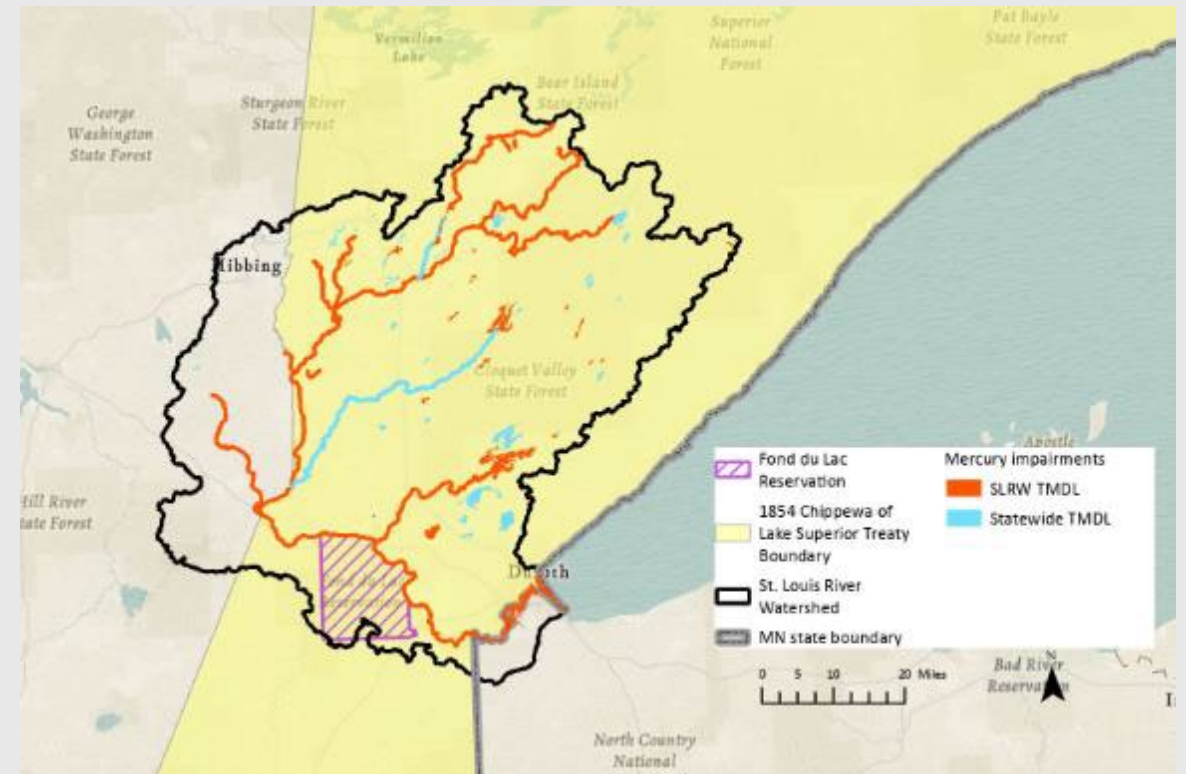 Pat Bayle
State Forest
Superior
National
Forest
Vermilion
Lake
Bear Island
State Forest
Sturgeon River
State Forest
George
Washington
State Forest
Hibbing
Cloquet Valley
State Forest
Hill River
State Forest
Duluth
Apostle
Fond du Lac
Reservation
1854 Chippewa of
Lake Superior Treaty
Boundary
St. Louis River
Watershed
MN state boundary
Mercury impairments
SLRW TMDL
Statewide TMDL
0 5 10 20 Miles
N
Bad River
Reservation
North Country
National